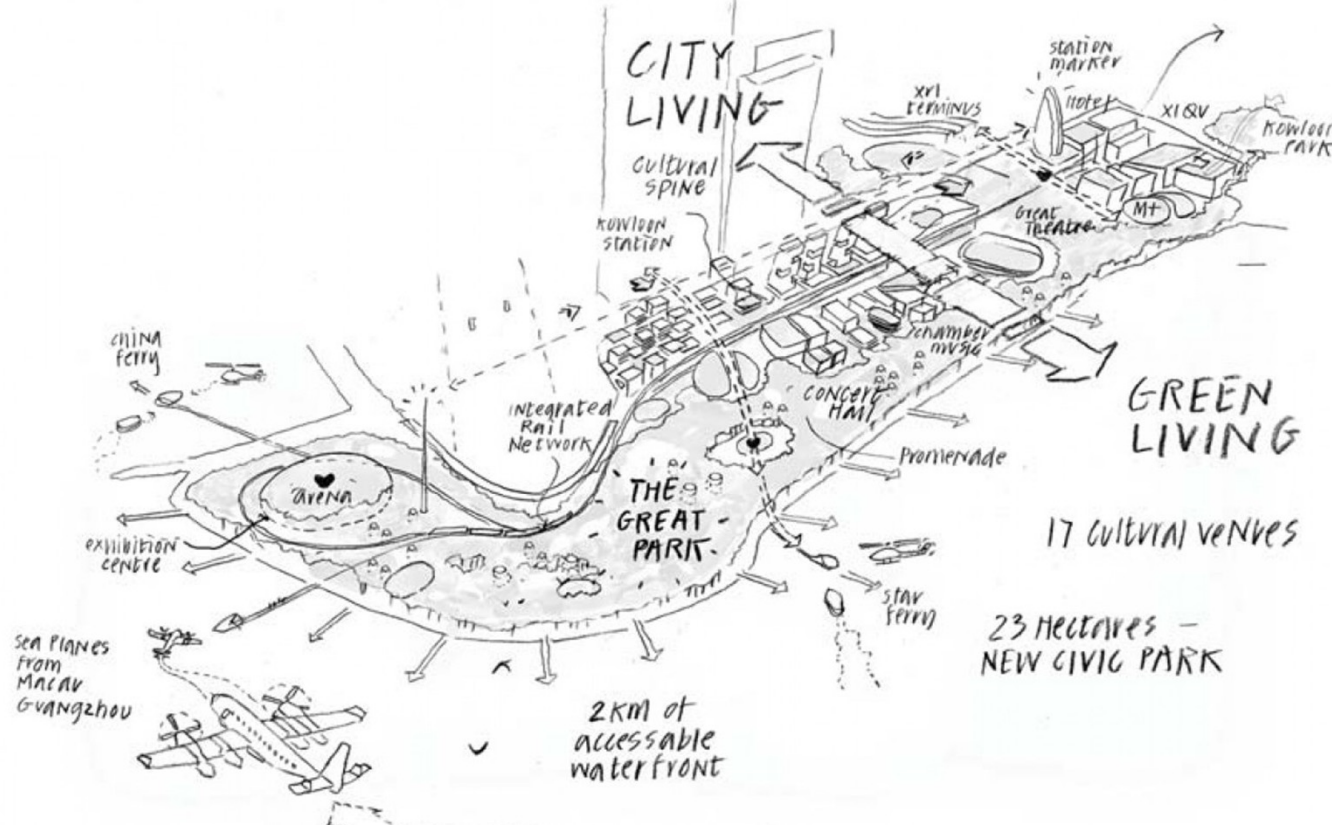 CITY
LIVING
station
marker
xrl
terminus
Hotel
XIQU
KOWLOON
PARK
Cultural
SPINE
KOWLOON
STATION
Great
Theatre
M+
china
ferry
chamber
music
GREEN
LIVING
INtegrated
Rail
Network
CONCERT
Hall
Promenade
arena
THE
GREAT
PARK
exhibition
centre
17 cultural venues
star
ferry
23 Hectares –
NEW CIVIC PARK
sea Planes
from
Macau
Guangzhou
2km of
accessable
waterfront